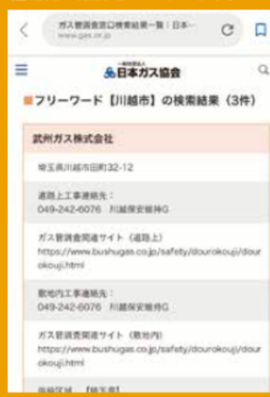 ガス管調査窓口検索結果一覧：日本…
www.gas.or.jp
一般社団法人
日本ガス協会
■フリーワード【川越市】の検索結果（3件）
武州ガス株式会社
埼玉県川越市田町32-12
道路上工事連絡先：
049-242-6076 川越保安維持G
ガス管調査関連サイト（道路上）
https://www.bushugas.co.jp/safety/dourokouji/dour
okouji.html
敷地内工事連絡先：
049-242-6076 川越保安維持G
ガス管調査関連サイト（敷地内）
https://www.bushugas.co.jp/safety/dourokouji/dour
okouji.html
【埼玉県】